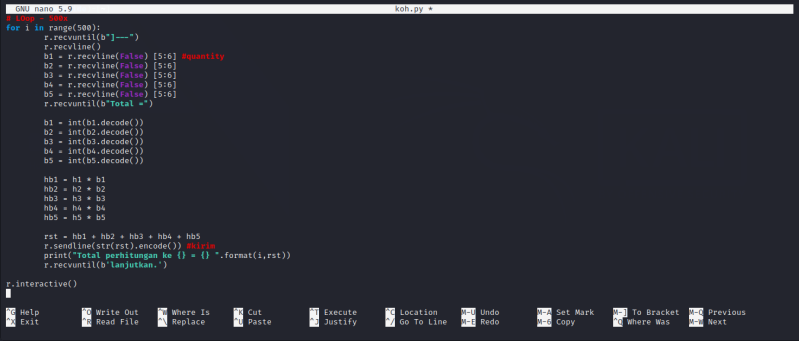 GNU nano 5.9 koh.py *
# LOop - 500x
for i in range(500):
        r.recvuntil(b"]---")
        r.recvline()
        b1 = r.recvline(False) [5:6] #quantity
        b2 = r.recvline(False) [5:6]
        b3 = r.recvline(False) [5:6]
        b4 = r.recvline(False) [5:6]
        b5 = r.recvline(False) [5:6]
        r.recvuntil(b"Total =")

        b1 = int(b1.decode())
        b2 = int(b2.decode())
        b3 = int(b3.decode())
        b4 = int(b4.decode())
        b5 = int(b5.decode())

        hb1 = h1 * b1
        hb2 = h2 * b2
        hb3 = h3 * b3
        hb4 = h4 * b4
        hb5 = h5 * b5

        rst = hb1 + hb2 + hb3 + hb4 + hb5
        r.sendline(str(rst).encode()) #kirim
        print("Total perhitungan ke {} = {} ".format(i,rst))
        r.recvuntil(b'lanjutkan.')

r.interactive()

^G Help ^O Write Out ^W Where Is ^K Cut ^T Execute ^C Location M-U Undo M-A Set Mark M-] To Bracket M-Q Previous
^X Exit ^R Read File ^\ Replace ^U Paste ^J Justify ^/ Go To Line M-E Redo M-6 Copy ^Q Where Was M-W Next